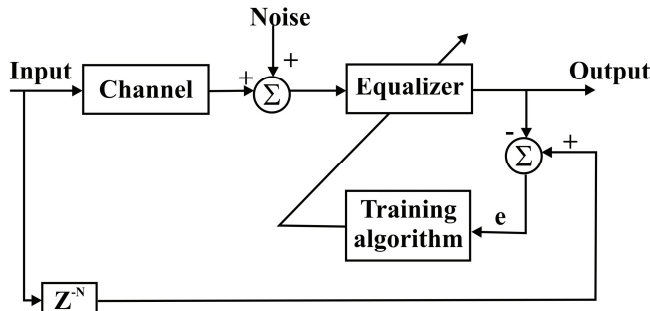 Noise
+
Input
Channel
+
Σ
Equalizer
Output
-
Σ
+
Training
algorithm
e
Z^-N